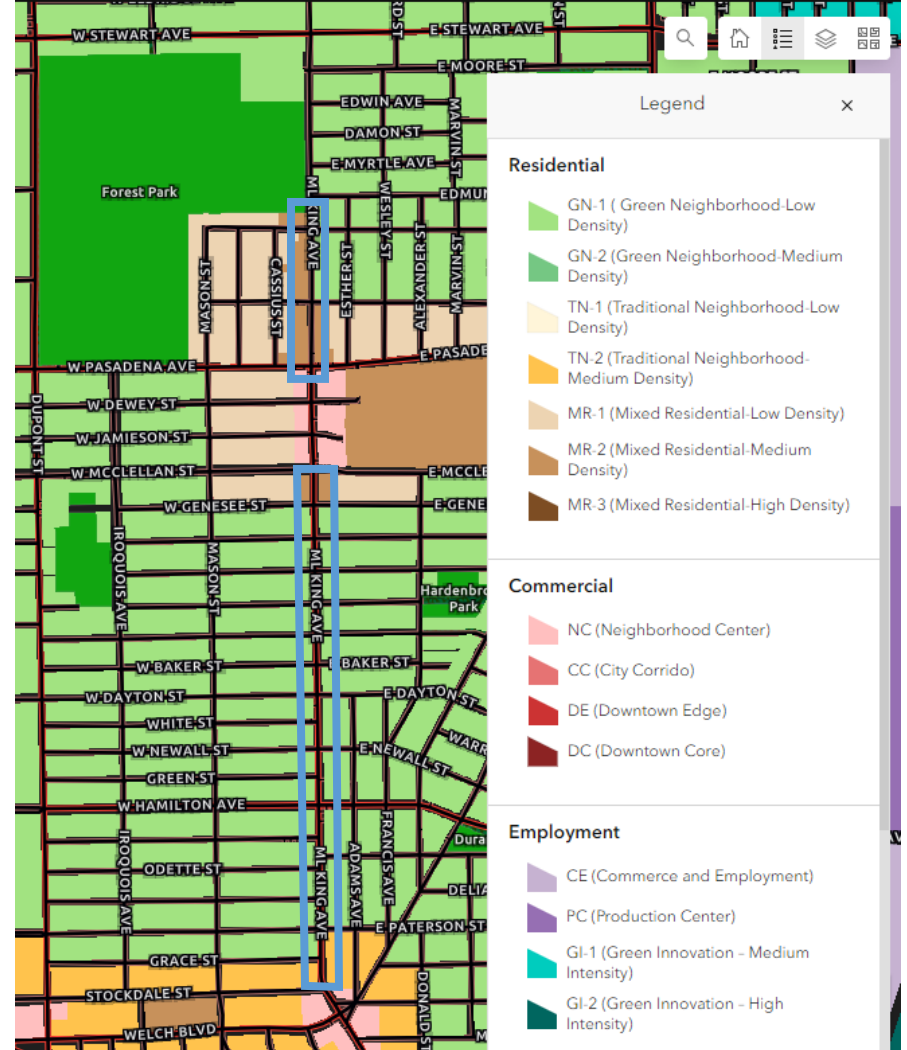 W STEWART AVE
E STEWART AVE
E MOORE ST
EDWIN AVE
MARVIN ST
DAMON ST
E MYRTLE AVE
Forest Park
ML KING AVE
WESLEY ST
MASON ST
CASSIUS ST
ESTHER ST
ALEXANDER ST
MARVIN ST
W PASADENA AVE
DUPONT ST
W DEWEY ST
W JAMIESON ST
W MCCLELLAN ST
W GENESEE ST
IROQUOIS AVE
MASON ST
ML KING AVE
Park
W BAKER ST
BAKER ST
W DAYTON ST
E DAYTON ST
WHITE ST
W NEWALL ST
E NEWALL ST
GREEN ST
W HAMILTON AVE
IROQUOIS AVE
ODETTE ST
ML KING AVE
ADAMS AVE
FRANCIS AVE
E PATERSON ST
GRACE ST
STOCKDALE ST
WELCH BLVD
Legend
Residential
GN-1 ( Green Neighborhood-Low
Density)
GN-2 (Green Neighborhood-Medium
Density)
TN-1 (Traditional Neighborhood-Low
Density)
TN-2 (Traditional Neighborhood-
Medium Density)
MR-1 (Mixed Residential-Low Density)
MR-2 (Mixed Residential-Medium
Density)
MR-3 (Mixed Residential-High Density)
Commercial
NC (Neighborhood Center)
CC (City Corrido)
DE (Downtown Edge)
DC (Downtown Core)
Employment
CE (Commerce and Employment)
PC (Production Center)
GI-1 (Green Innovation – Medium
Intensity)
GI-2 (Green Innovation – High
Intensity)